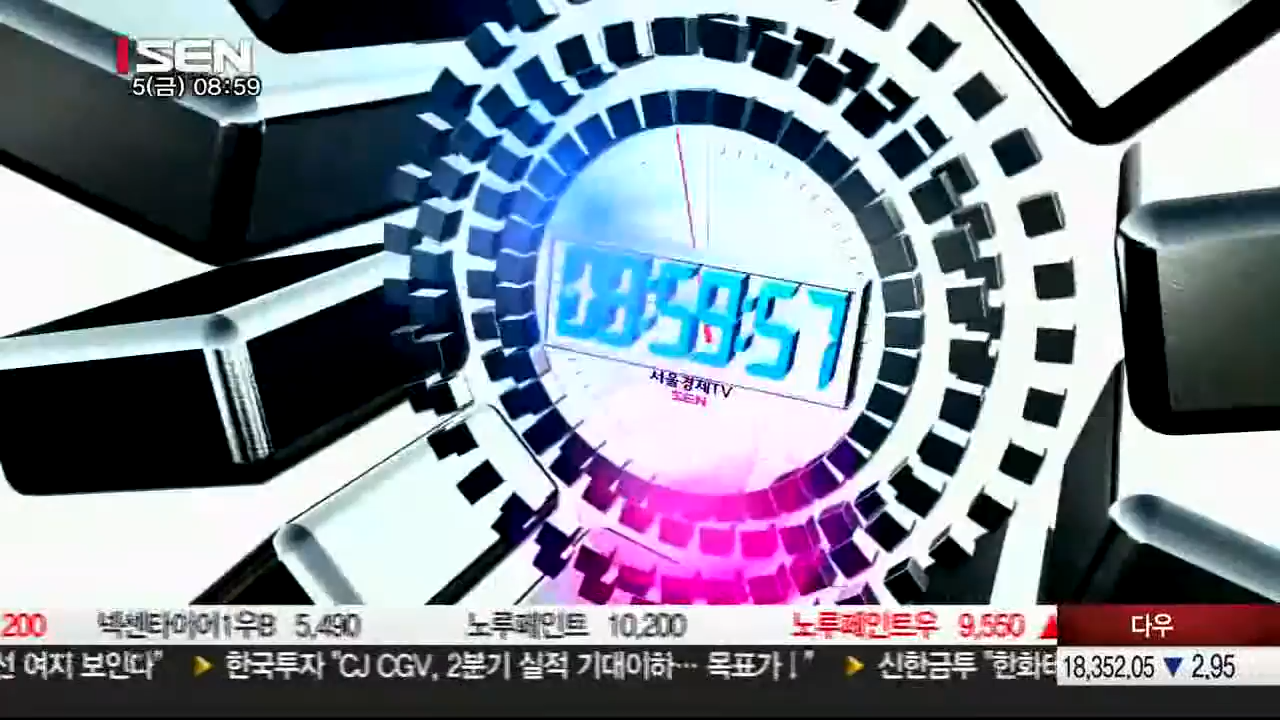 SEN
5(금) 08:59
08:59:57
서울경제TV
SEN
200 넥센타이어1우B 5,490 노루페인트 10,200 노루페인트우 9,550 ▲
다우
선 여지 보인다” ▶ 한국투자 “CJ CGV, 2분기 실적 기대이하… 목표가↓” ▶ 신한금투 “한화
18,352.05 ▼ 2.95